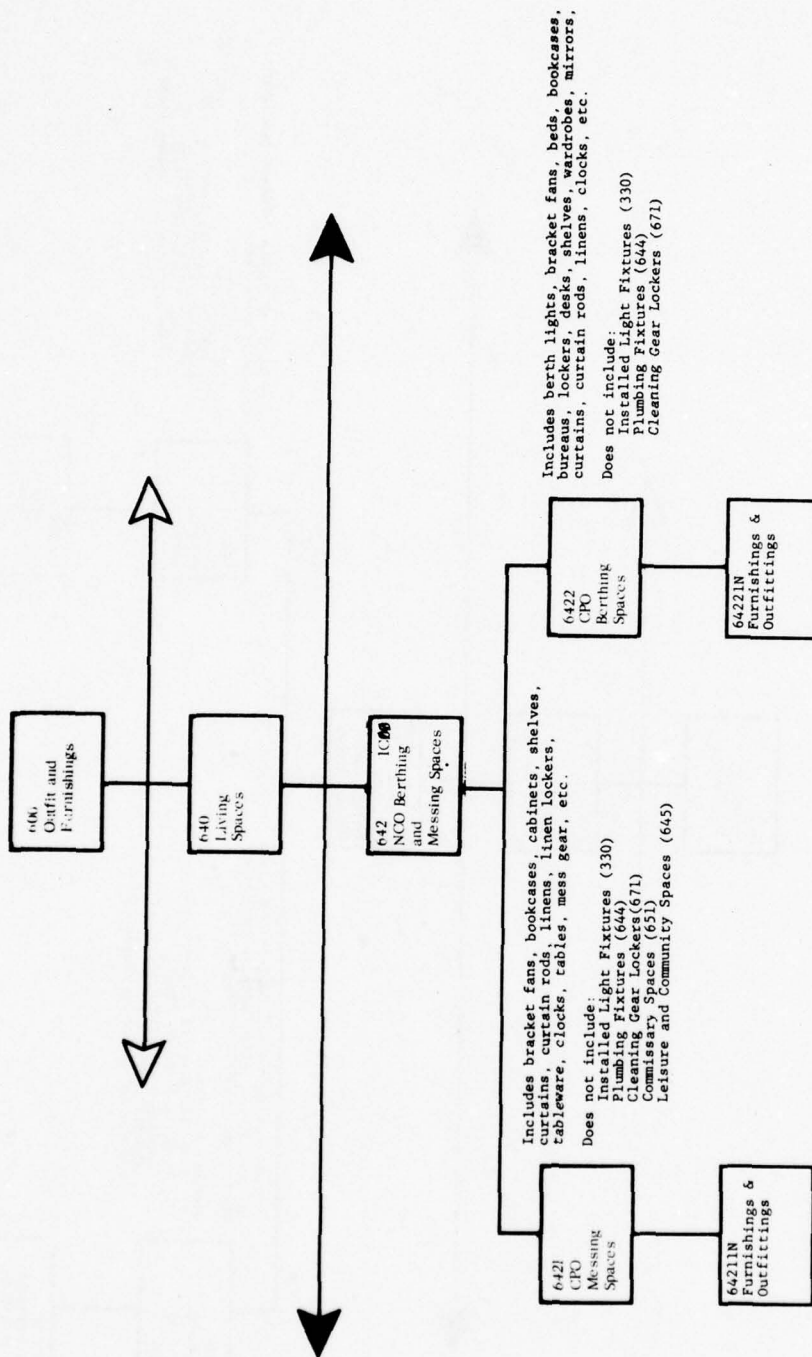 Outfit and
Furnishings
640
Living
Spaces
642
NCO Berthing
and
Messing Spaces
6421
CPO
Messing
Spaces
Includes bracket fans, bookcases, cabinets, shelves,
curtains, curtain rods, linens, linen lockers,
tableware, clocks, tables, mess gear, etc.
Does not include:
Installed Light Fixtures (330)
Plumbing Fixtures (644)
Cleaning Gear Lockers(671)
Commissary Spaces (651)
Leisure and Community Spaces (645)
64211N
Furnishings &
Outfittings
6422
CPO
Berthing
Spaces
Includes berth lights, bracket fans, beds, bookcases,
bureaus, lockers, desks, shelves, wardrobes, mirrors,
curtains, curtain rods, linens, clocks, etc.
Does not include:
Installed Light Fixtures (330)
Plumbing Fixtures (644)
Cleaning Gear Lockers (671)
64221N
Furnishings &
Outfittings